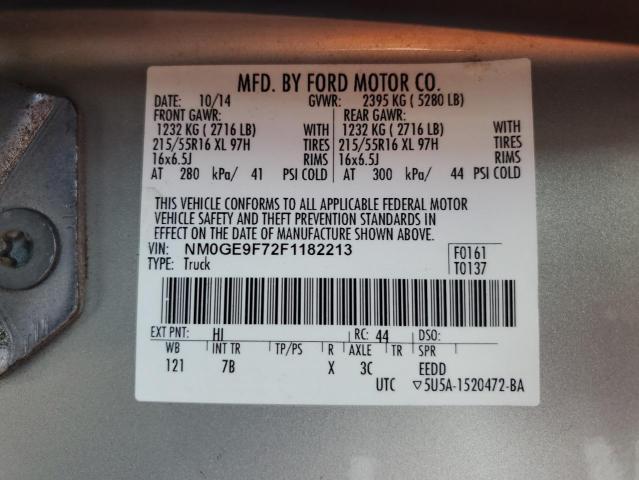 MFD. BY FORD MOTOR CO.
DATE: 10/14 GVWR: 2395 KG ( 5280 LB)
FRONT GAWR: REAR GAWR:
1232 KG ( 2716 LB) WITH 1232 KG ( 2716 LB) WITH
215/55R16 XL 97H TIRES 215/55R16 XL 97H TIRES
16x6.5J RIMS 16x6.5J RIMS
AT 280 kPa/ 41 PSI COLD AT 300 kPa/ 44 PSI COLD
THIS VEHICLE CONFORMS TO ALL APPLICABLE FEDERAL MOTOR
VEHICLE SAFETY AND THEFT PREVENTION STANDARDS IN
EFFECT ON THE DATE OF MANUFACTURE SHOWN ABOVE.
VIN: NM0GE9F72F1182213 F0161
TYPE: Truck T0137
EXT PNT: HI RC: 44 DSO:
WB INT TR TP/PS R AXLE TR SPR
121 7B X 3C EEDD
UTC ▽5U5A-1520472-BA